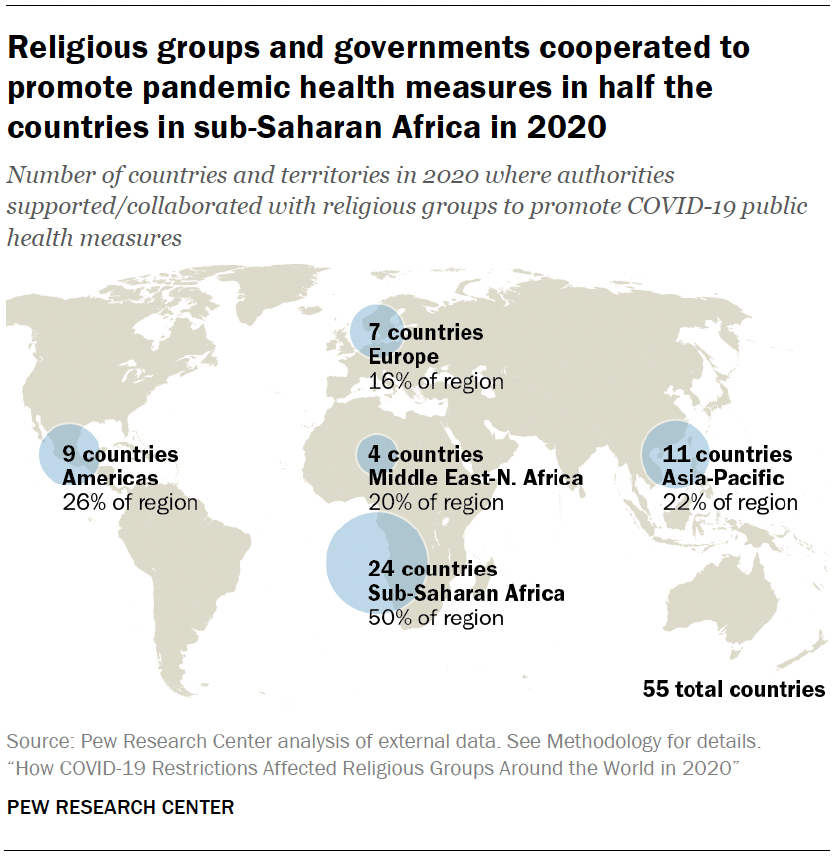 Religious groups and governments cooperated to
promote pandemic health measures in half the
countries in sub-Saharan Africa in 2020
Number of countries and territories in 2020 where authorities
supported/collaborated with religious groups to promote COVID-19 public
health measures
7 countries
Europe
16% of region
9 countries
Americas
26% of region
4 countries
Middle East-N. Africa
20% of region
11 countries
Asia-Pacific
22% of region
24 countries
Sub-Saharan Africa
50% of region
55 total countries
Source: Pew Research Center analysis of external data. See Methodology for details.
“How COVID-19 Restrictions Affected Religious Groups Around the World in 2020”
PEW RESEARCH CENTER